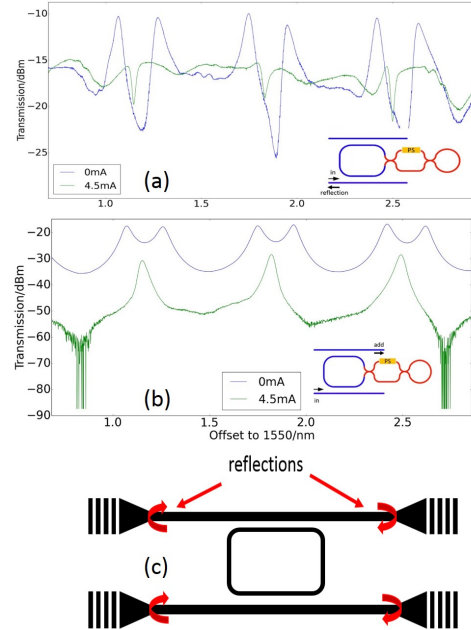 Transmission/dBm
−10
−15
−20
−25
0mA
4.5mA
(a)
PS
in
reflection
1.0
1.5
2.0
2.5
Transmission/dBm
−20
−30
−40
−50
−60
−70
−80
−90
0mA
4.5mA
(b)
add
PS
in
1.0
1.5
2.0
2.5
Offset to 1550/nm
reflections
(c)